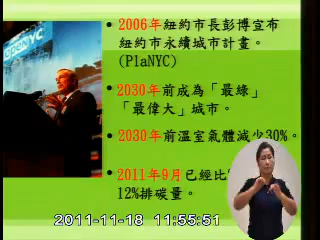 PlaNYC
2006年紐約市長彭博宣布
紐約市永續城市計畫。
(PlaNYC)
2030年前成為「最綠」
「最偉大」城市。
2030年前溫室氣體減少30%。
2011年9月已經比
12%排碳量。
2011-11-18 11:55:51